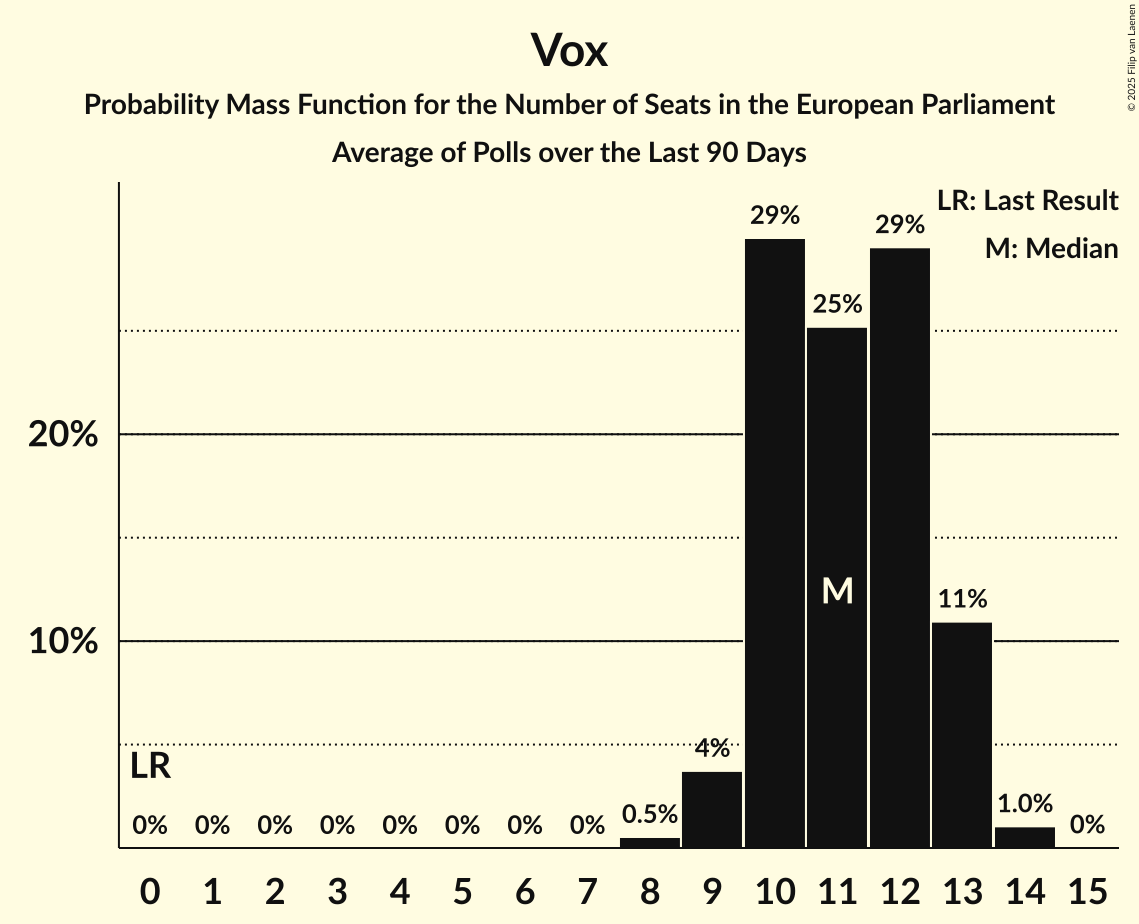 Vox
Probability Mass Function for the Number of Seats in the European Parliament
Average of Polls over the Last 90 Days
© 2025 Filip van Laenen
LR: Last Result
M: Median
29%
29%
25%
20%
M
11%
10%
4%
LR
0% 0% 0% 0% 0% 0% 0% 0% 0.5% 1.0% 0%
0 1 2 3 4 5 6 7 8 9 10 11 12 13 14 15